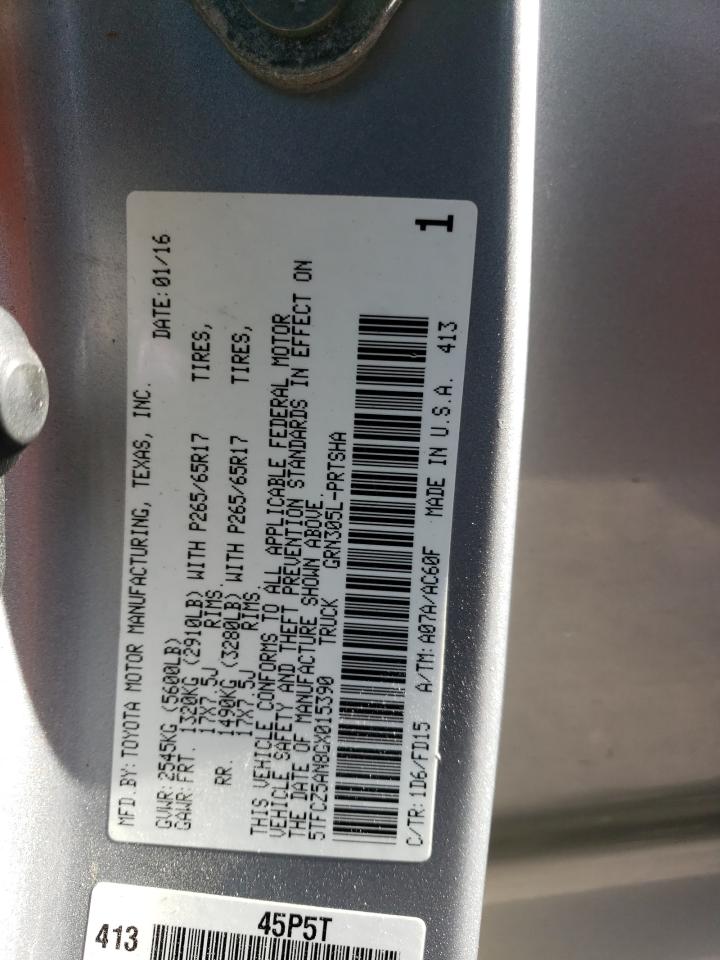 MFD.BY: TOYOTA MOTOR MANUFACTURING, TEXAS, INC. DATE: 01/16
GVWR: 2545KG (5600LB)
GAWR: FRT. 1320KG (2910LB) WITH P265/65R17 TIRES,
17X7.5J RIMS.
RR. 1490KG (3280LB) WITH P265/65R17 TIRES,
17X7.5J RIMS.
THIS VEHICLE CONFORMS TO ALL APPLICABLE FEDERAL MOTOR
VEHICLE SAFETY AND THEFT PREVENTION STANDARDS IN EFFECT ON
THE DATE OF MANUFACTURE SHOWN ABOVE.
5TFCZ5AN8GX015390 TRUCK GRN305L-PRTSHA
C/TR: 1D6/FD15 A/TM: A07A/AC60F MADE IN U.S.A. 413
1
45P5T
413